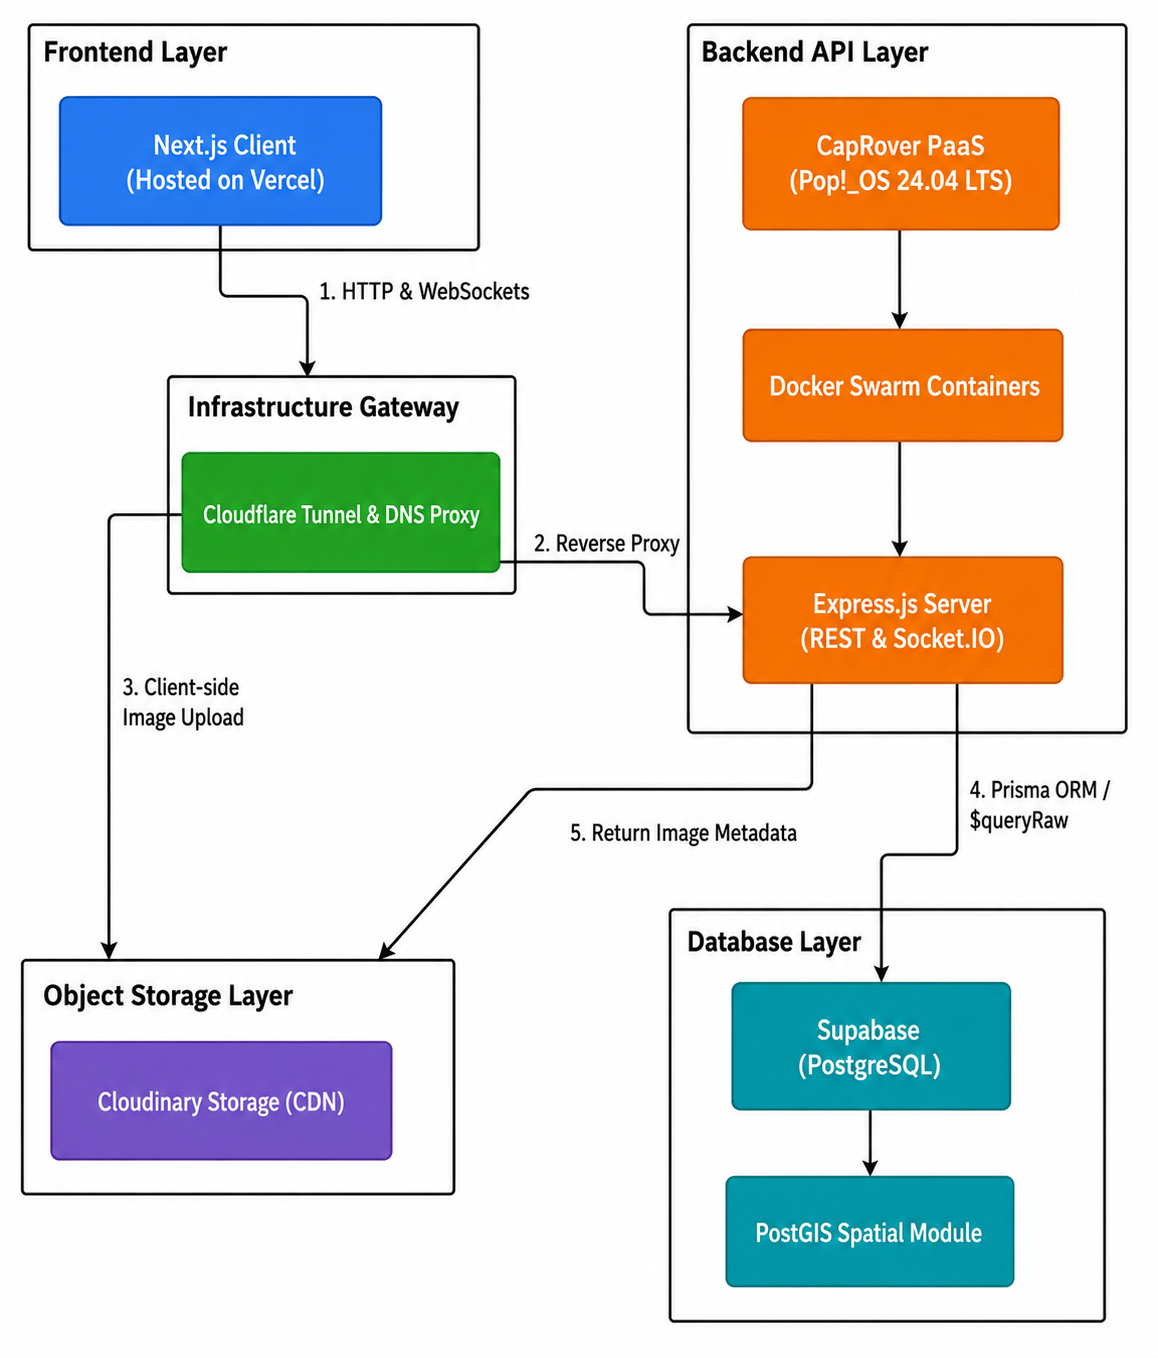 Frontend Layer
Next.js Client
(Hosted on Vercel)
1. HTTP & WebSockets
Infrastructure Gateway
Cloudflare Tunnel & DNS Proxy
2. Reverse Proxy
Backend API Layer
CapRover PaaS
(Pop!_OS 24.04 LTS)
Docker Swarm Containers
Express.js Server
(REST & Socket.IO)
3. Client-side
Image Upload
4. Prisma ORM /
$queryRaw
5. Return Image Metadata
Object Storage Layer
Cloudinary Storage (CDN)
Database Layer
Supabase
(PostgreSQL)
PostGIS Spatial Module